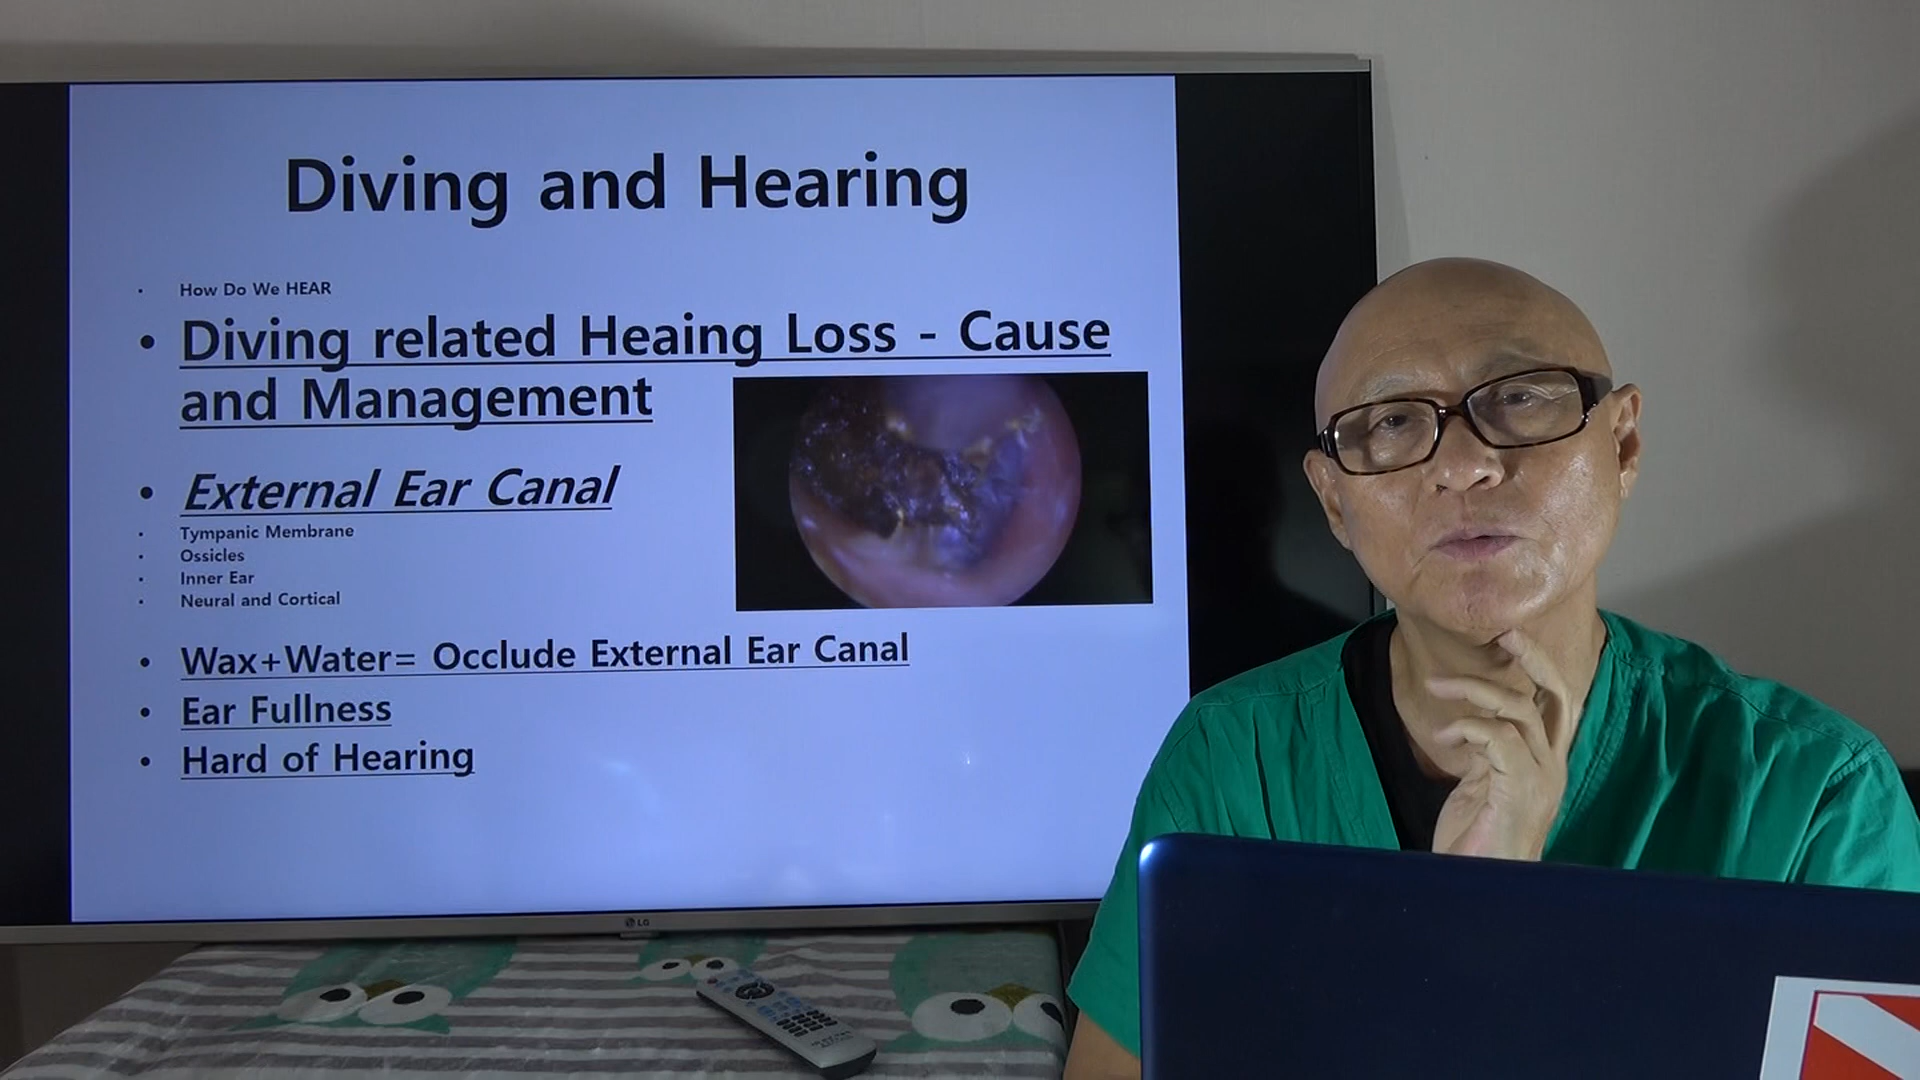 Diving and Hearing
• How Do We HEAR
• Diving related Heaing Loss - Cause
and Management
• External Ear Canal
• Tympanic Membrane
• Ossicles
• Inner Ear
• Neural and Cortical
• Wax+Water= Occlude External Ear Canal
• Ear Fullness
• Hard of Hearing
LG